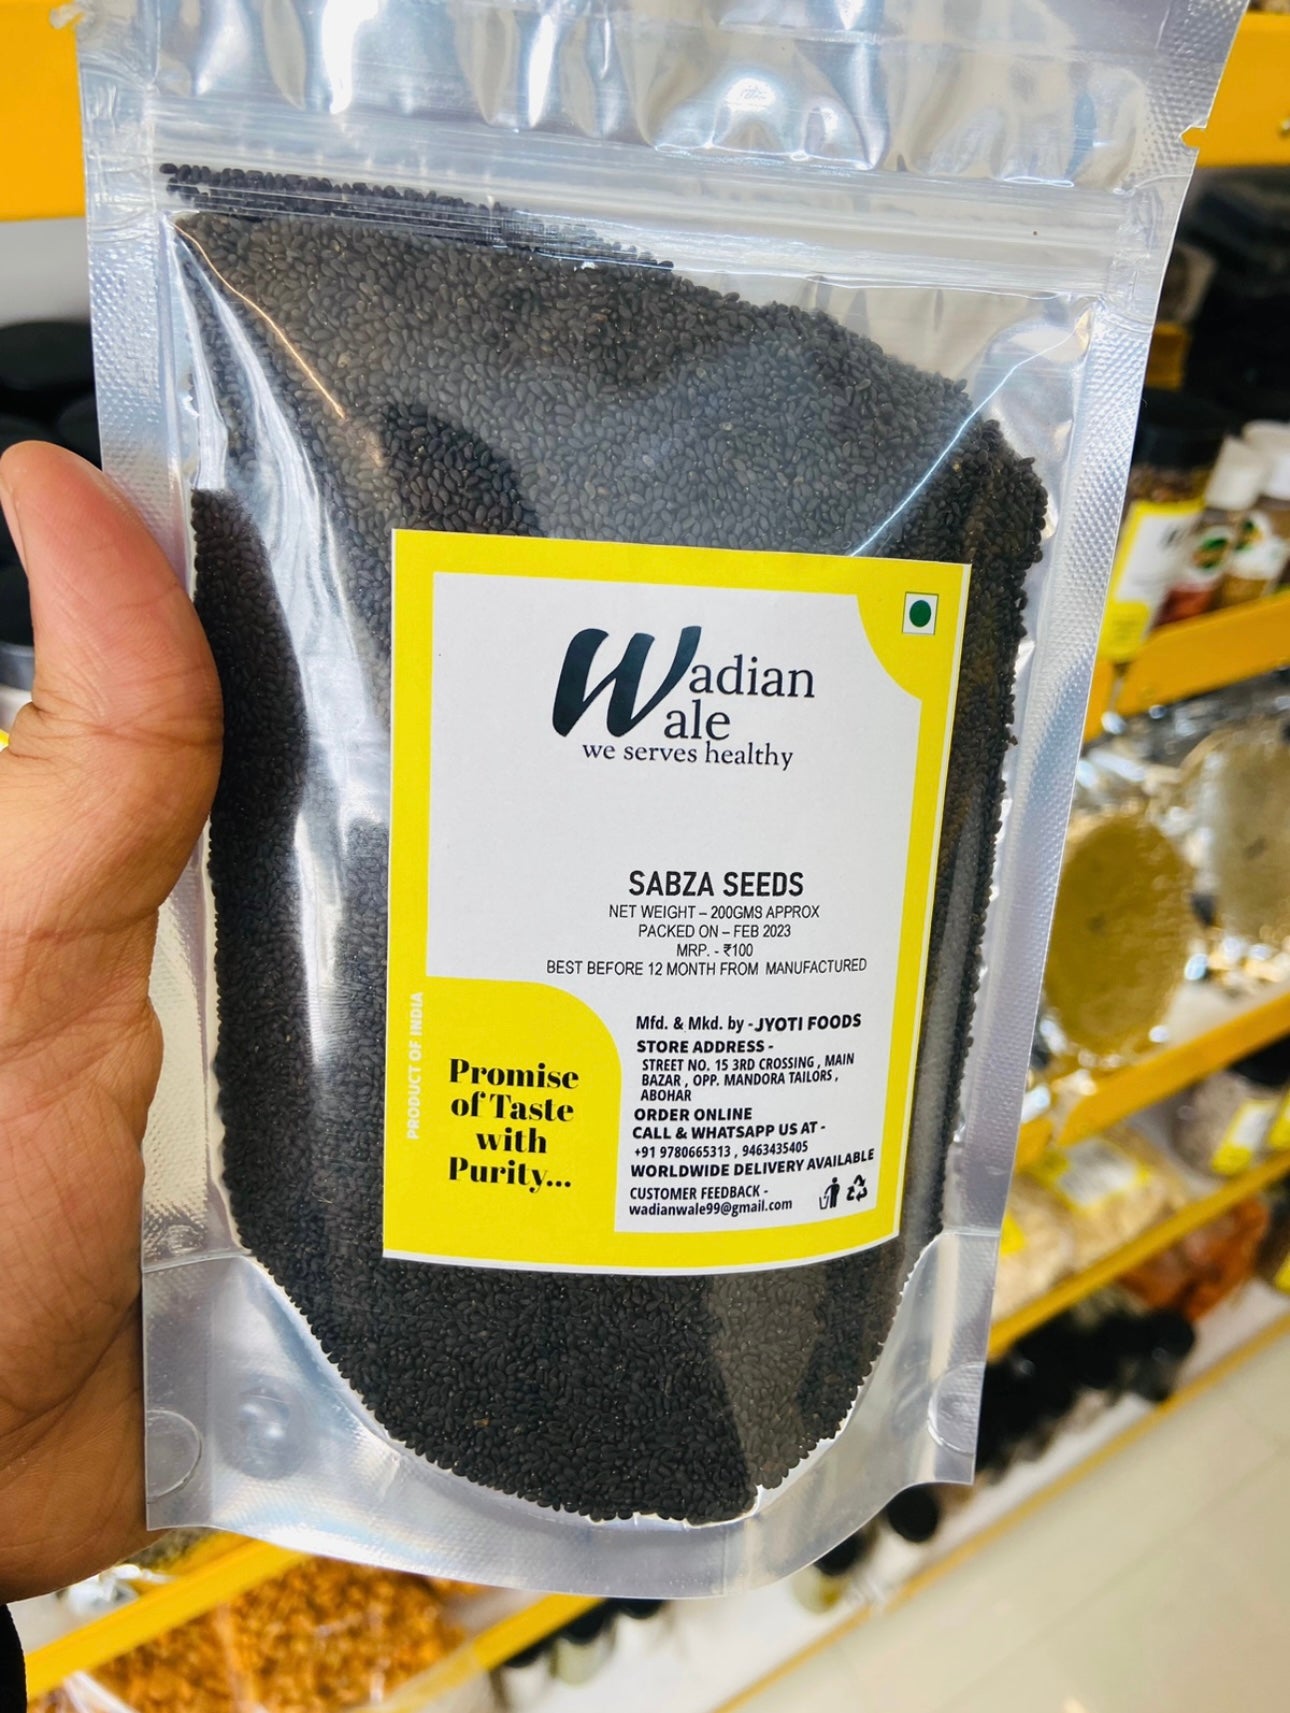 Wadian
Wale
we serves healthy
SABZA SEEDS
NET WEIGHT – 200GMS APPROX
PACKED ON – FEB 2023
MRP. - ₹100
BEST BEFORE 12 MONTH FROM MANUFACTURED
PRODUCT OF INDIA
Promise
of Taste
with
Purity...
Mfd. & Mkd. by - JYOTI FOODS
STORE ADDRESS -
STREET NO. 15 3RD CROSSING , MAIN
BAZAR , OPP. MANDORA TAILORS ,
ABOHAR
ORDER ONLINE
CALL & WHATSAPP US AT -
+91 9780665313 , 9463435405
WORLDWIDE DELIVERY AVAILABLE
CUSTOMER FEEDBACK -
wadianwale99@gmail.com